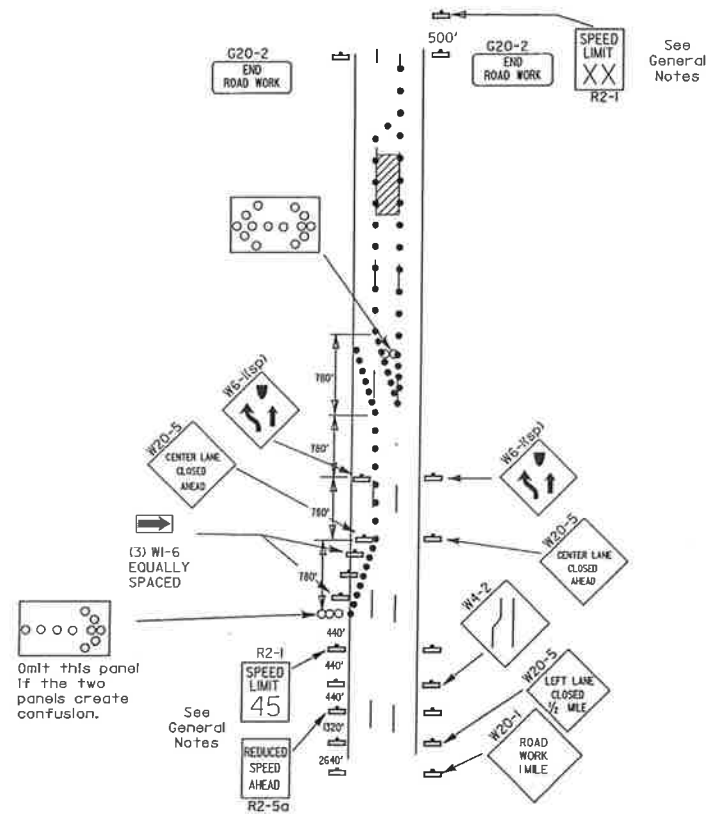 G20-2
END
ROAD WORK
500'
G20-2
END
ROAD WORK
SPEED
LIMIT
XX
R2-1
See
General
Notes
780'
W6-1(sp)
780'
W20-5
CENTER LANE
CLOSED
AHEAD
780'
W6-1(sp)
(3) W1-6
EQUALLY
SPACED
780'
W20-5
CENTER LANE
CLOSED
AHEAD
Omit this panel
if the two
panels create
confusion.
440'
R2-1
440'
SPEED
LIMIT
45
440'
W4-2
See
General
Notes
1320'
W20-5
LEFT LANE
CLOSED
1/2 MILE
REDUCED
SPEED
AHEAD
R2-5a
2640'
W20-1
ROAD
WORK
1 MILE